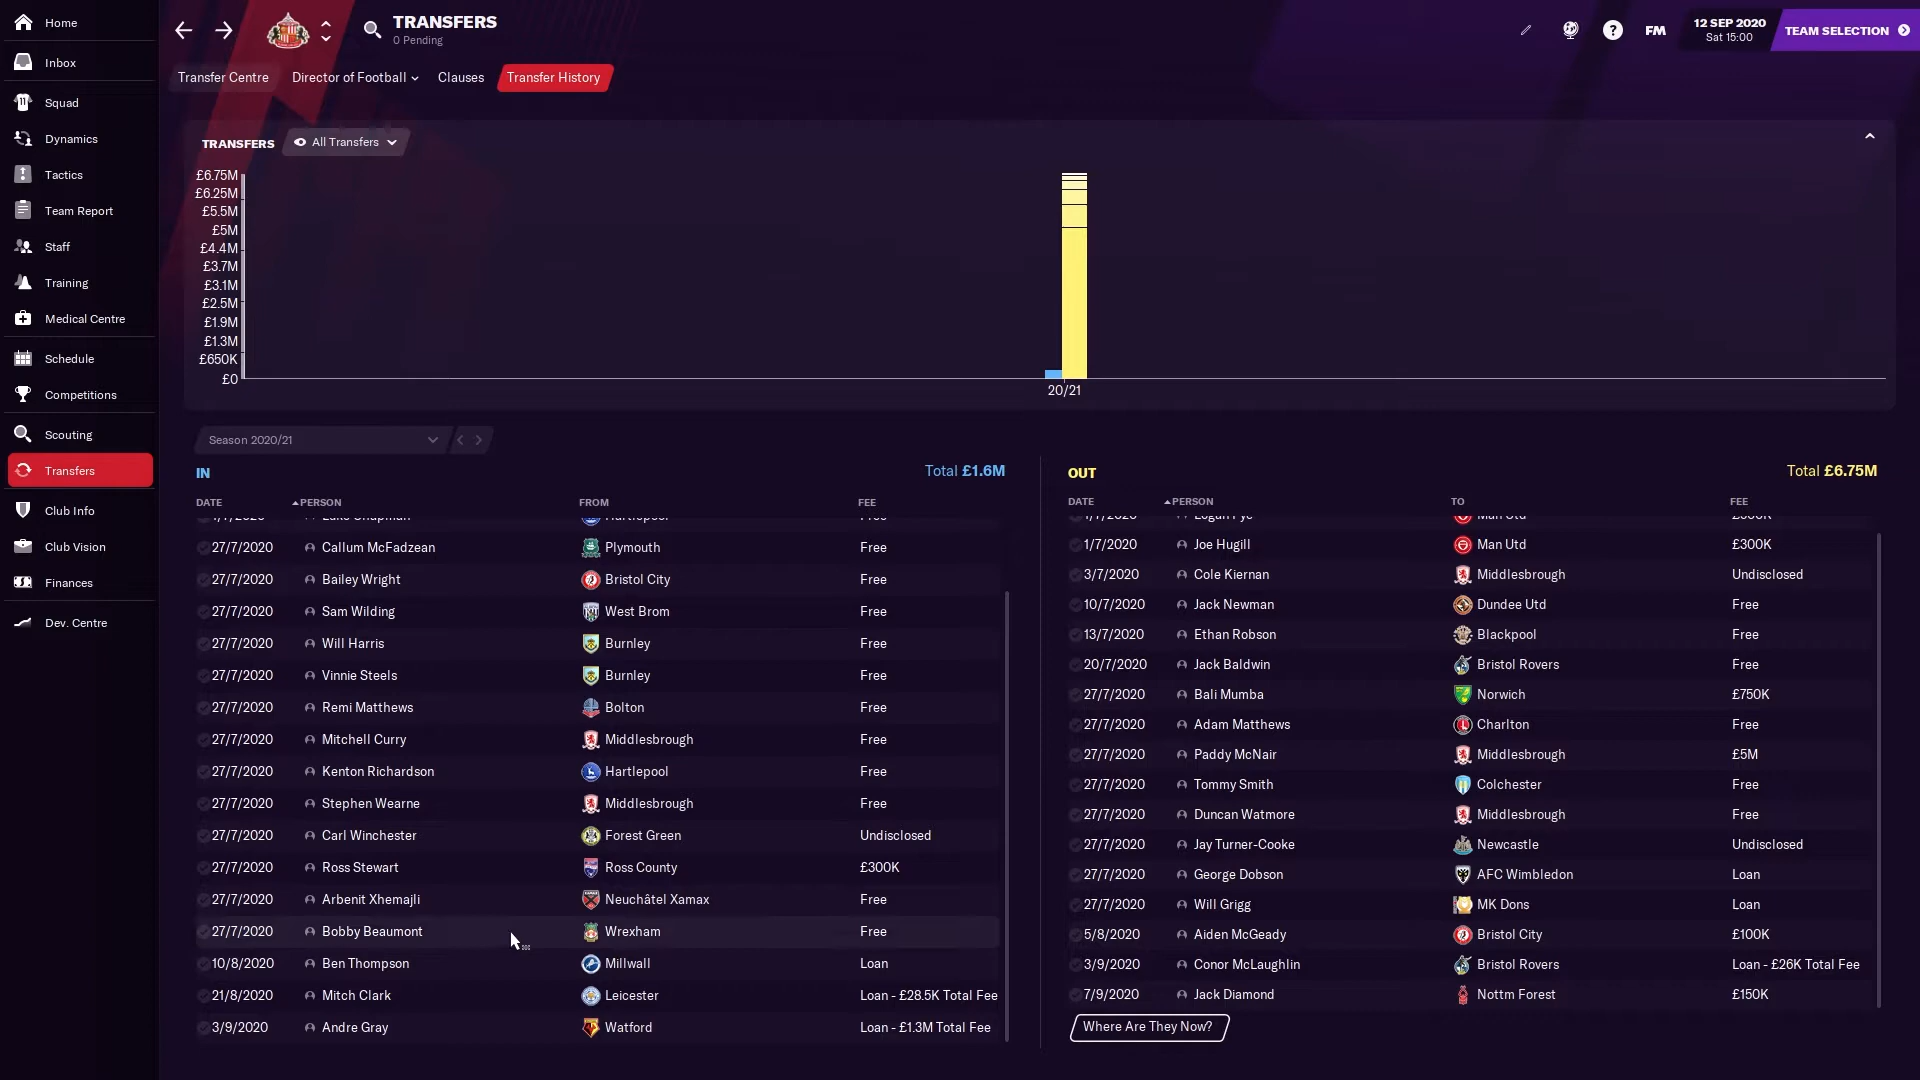 Home
Inbox
Squad
Dynamics
Tactics
Team Report
Staff
Training
Medical Centre
Schedule
Competitions
Scouting
Transfers
Club Info
Club Vision
Finances
Dev. Centre
TRANSFERS
0 Pending
FM
12 SEP 2020
Sat 15:00
TEAM SELECTION
Transfer Centre
Director of Football
Clauses
Transfer History
TRANSFERS
All Transfers
£6.75M
£6.25M
£5.5M
£5M
£4.4M
£3.7M
£3.1M
£2.5M
£1.9M
£1.3M
£650K
£0
20/21
Season 2020/21
IN
Total £1.6M
DATE PERSON FROM FEE
27/7/2020 Callum McFadzean Plymouth Free
27/7/2020 Bailey Wright Bristol City Free
27/7/2020 Sam Wilding West Brom Free
27/7/2020 Will Harris Burnley Free
27/7/2020 Vinnie Steels Burnley Free
27/7/2020 Remi Matthews Bolton Free
27/7/2020 Mitchell Curry Middlesbrough Free
27/7/2020 Kenton Richardson Hartlepool Free
27/7/2020 Stephen Wearne Middlesbrough Free
27/7/2020 Carl Winchester Forest Green Undisclosed
27/7/2020 Ross Stewart Ross County £300K
27/7/2020 Arbenit Xhemajli Neuchâtel Xamax Free
27/7/2020 Bobby Beaumont Wrexham Free
10/8/2020 Ben Thompson Millwall Loan
21/8/2020 Mitch Clark Leicester Loan - £28.5K Total Fee
3/9/2020 Andre Gray Watford Loan - £1.3M Total Fee
OUT
Total £6.75M
DATE PERSON TO FEE
1/7/2020 Joe Hugill Man Utd £300K
3/7/2020 Cole Kiernan Middlesbrough Undisclosed
10/7/2020 Jack Newman Dundee Utd Free
13/7/2020 Ethan Robson Blackpool Free
20/7/2020 Jack Baldwin Bristol Rovers Free
27/7/2020 Bali Mumba Norwich £750K
27/7/2020 Adam Matthews Charlton Free
27/7/2020 Paddy McNair Middlesbrough £5M
27/7/2020 Tommy Smith Colchester Free
27/7/2020 Duncan Watmore Middlesbrough Free
27/7/2020 Jay Turner-Cooke Newcastle Undisclosed
27/7/2020 George Dobson AFC Wimbledon Loan
27/7/2020 Will Grigg MK Dons Loan
5/8/2020 Aiden McGeady Bristol City £100K
3/9/2020 Conor McLaughlin Bristol Rovers Loan - £26K Total Fee
7/9/2020 Jack Diamond Nottm Forest £150K
Where Are They Now?